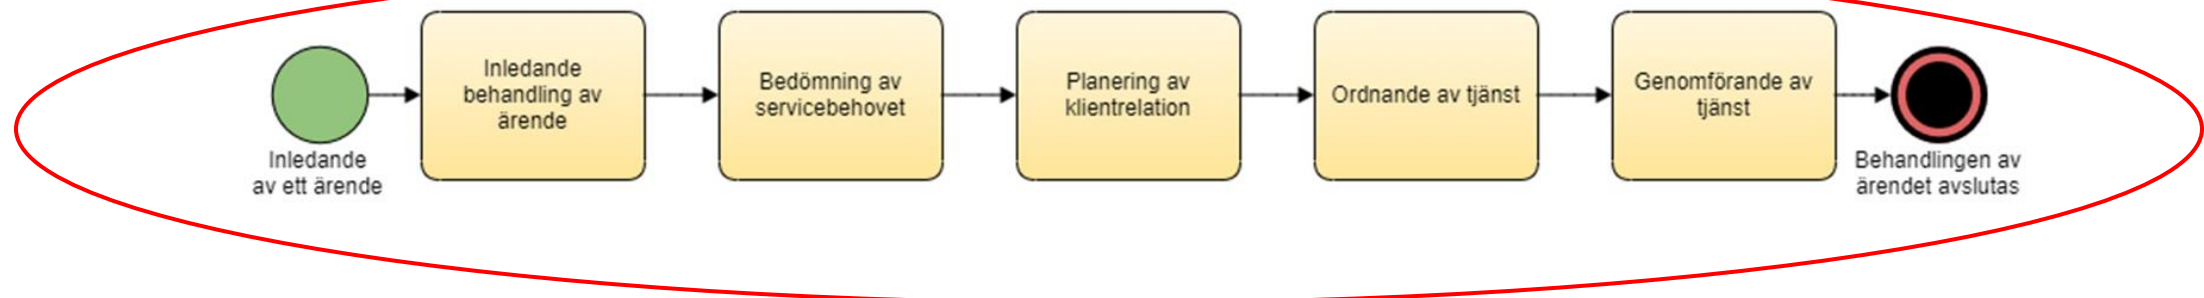 Inledande
av ett ärende
Inledande
behandling av
ärende
Bedömning av
servicebehovet
Planering av
klientrelation
Ordnande av tjänst
Genomförande av
tjänst
Behandlingen av
ärendet avslutas